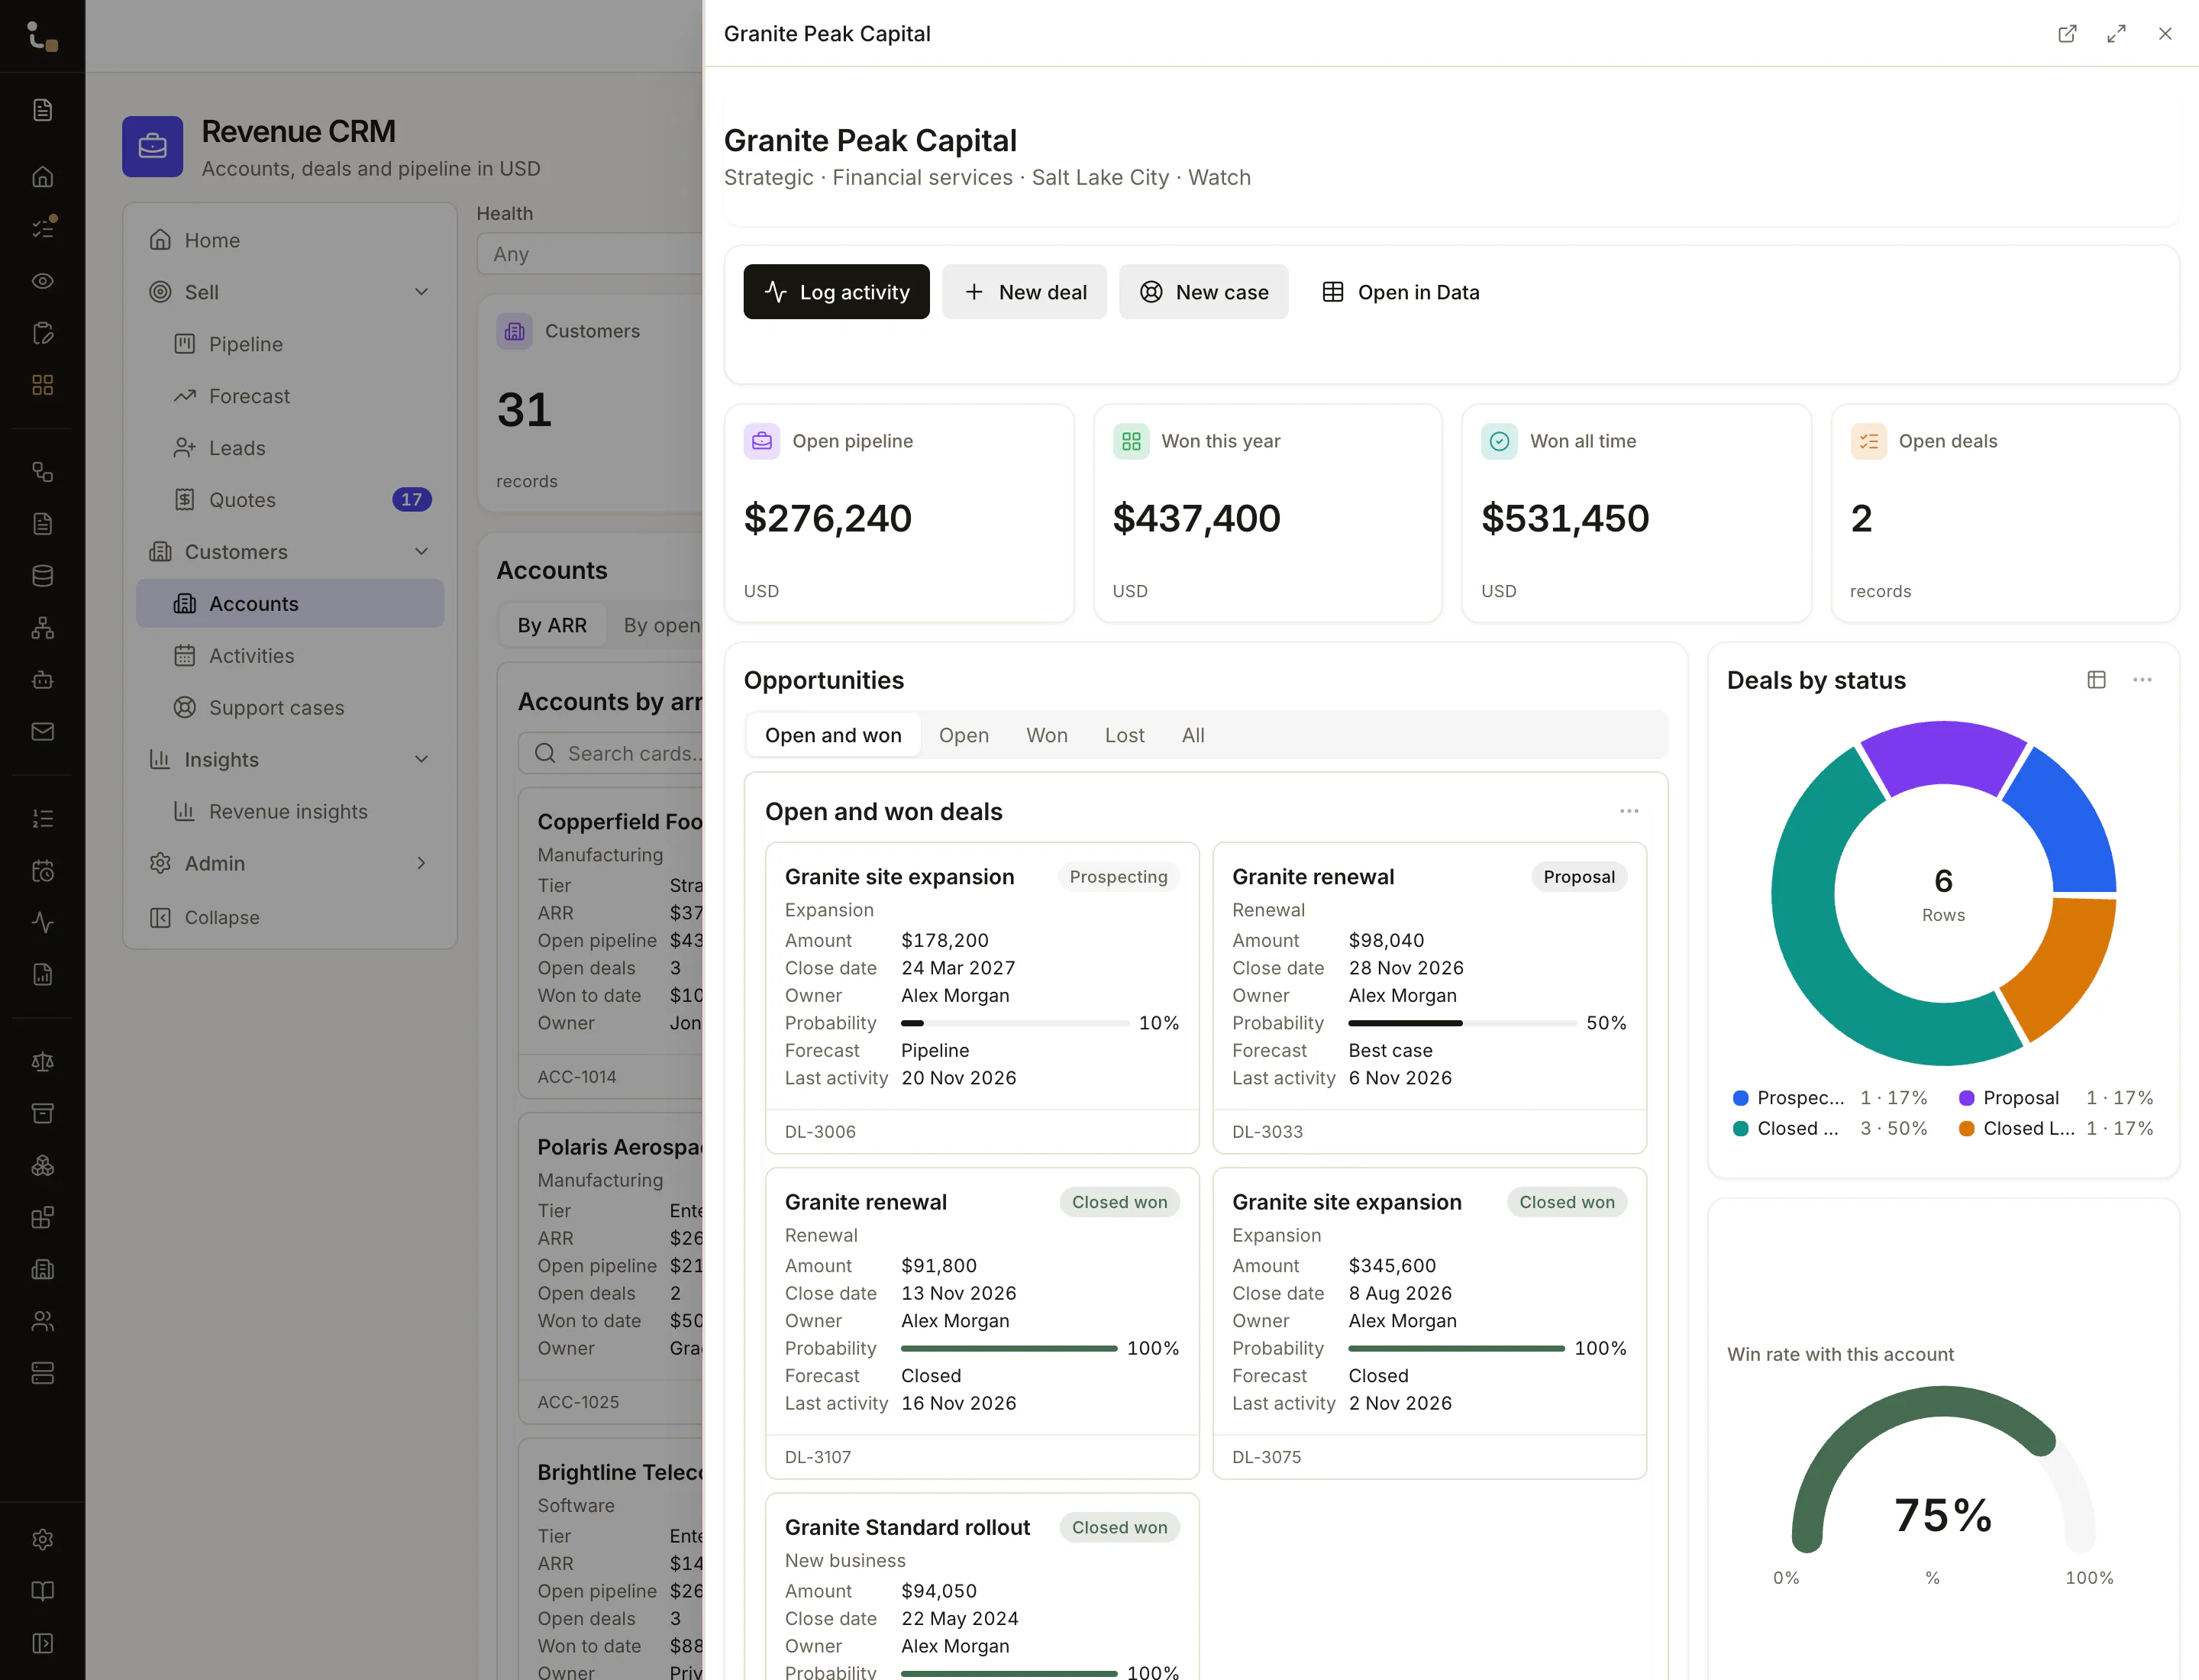 Revenue CRM
Accounts, deals and pipeline in USD
Home
Sell
Pipeline
Forecast
Leads
Quotes 17
Customers
Accounts
Activities
Support cases
Insights
Revenue insights
Admin
Collapse
Health
Any
Customers
31
records
Accounts
By ARR By open
Accounts by arr
Search cards..
Copperfield Foo
Manufacturing
Tier Stra
ARR $37
Open pipeline $43
Open deals 3
Won to date $10
Owner Jon
ACC-1014
Polaris Aerospa
Manufacturing
Tier Ente
ARR $26
Open pipeline $21
Open deals 2
Won to date $50
Owner Gra
ACC-1025
Brightline Telec
Software
Tier Ente
ARR $14
Open pipeline $26
Open deals 3
Won to date $88
Owner Priy
Granite Peak Capital
Granite Peak Capital
Strategic · Financial services · Salt Lake City · Watch
Log activity New deal New case Open in Data
Open pipeline
$276,240
USD
Won this year
$437,400
USD
Won all time
$531,450
USD
Open deals
2
records
Opportunities
Open and won Open Won Lost All
Open and won deals
Granite site expansion Prospecting
Expansion
Amount $178,200
Close date 24 Mar 2027
Owner Alex Morgan
Probability 10%
Forecast Pipeline
Last activity 20 Nov 2026
DL-3006
Granite renewal Proposal
Renewal
Amount $98,040
Close date 28 Nov 2026
Owner Alex Morgan
Probability 50%
Forecast Best case
Last activity 6 Nov 2026
DL-3033
Granite renewal Closed won
Renewal
Amount $91,800
Close date 13 Nov 2026
Owner Alex Morgan
Probability 100%
Forecast Closed
Last activity 16 Nov 2026
DL-3107
Granite site expansion Closed won
Expansion
Amount $345,600
Close date 8 Aug 2026
Owner Alex Morgan
Probability 100%
Forecast Closed
Last activity 2 Nov 2026
DL-3075
Granite Standard rollout Closed won
New business
Amount $94,050
Close date 22 May 2024
Owner Alex Morgan
Probability 100%
Deals by status
6
Rows
Prospec... 1 · 17%
Proposal 1 · 17%
Closed ... 3 · 50%
Closed L... 1 · 17%
Win rate with this account
75%
0% % 100%